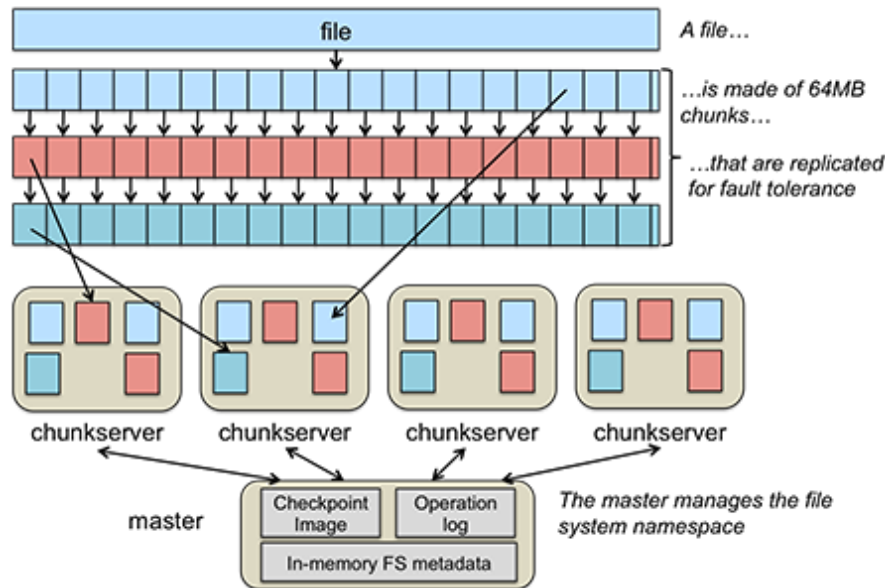 file
A file…
…is made of 64MB
chunks…
…that are replicated
for fault tolerance
chunkserver
chunkserver
chunkserver
chunkserver
master
Checkpoint
Image
Operation
log
In-memory FS metadata
The master manages the file
system namespace